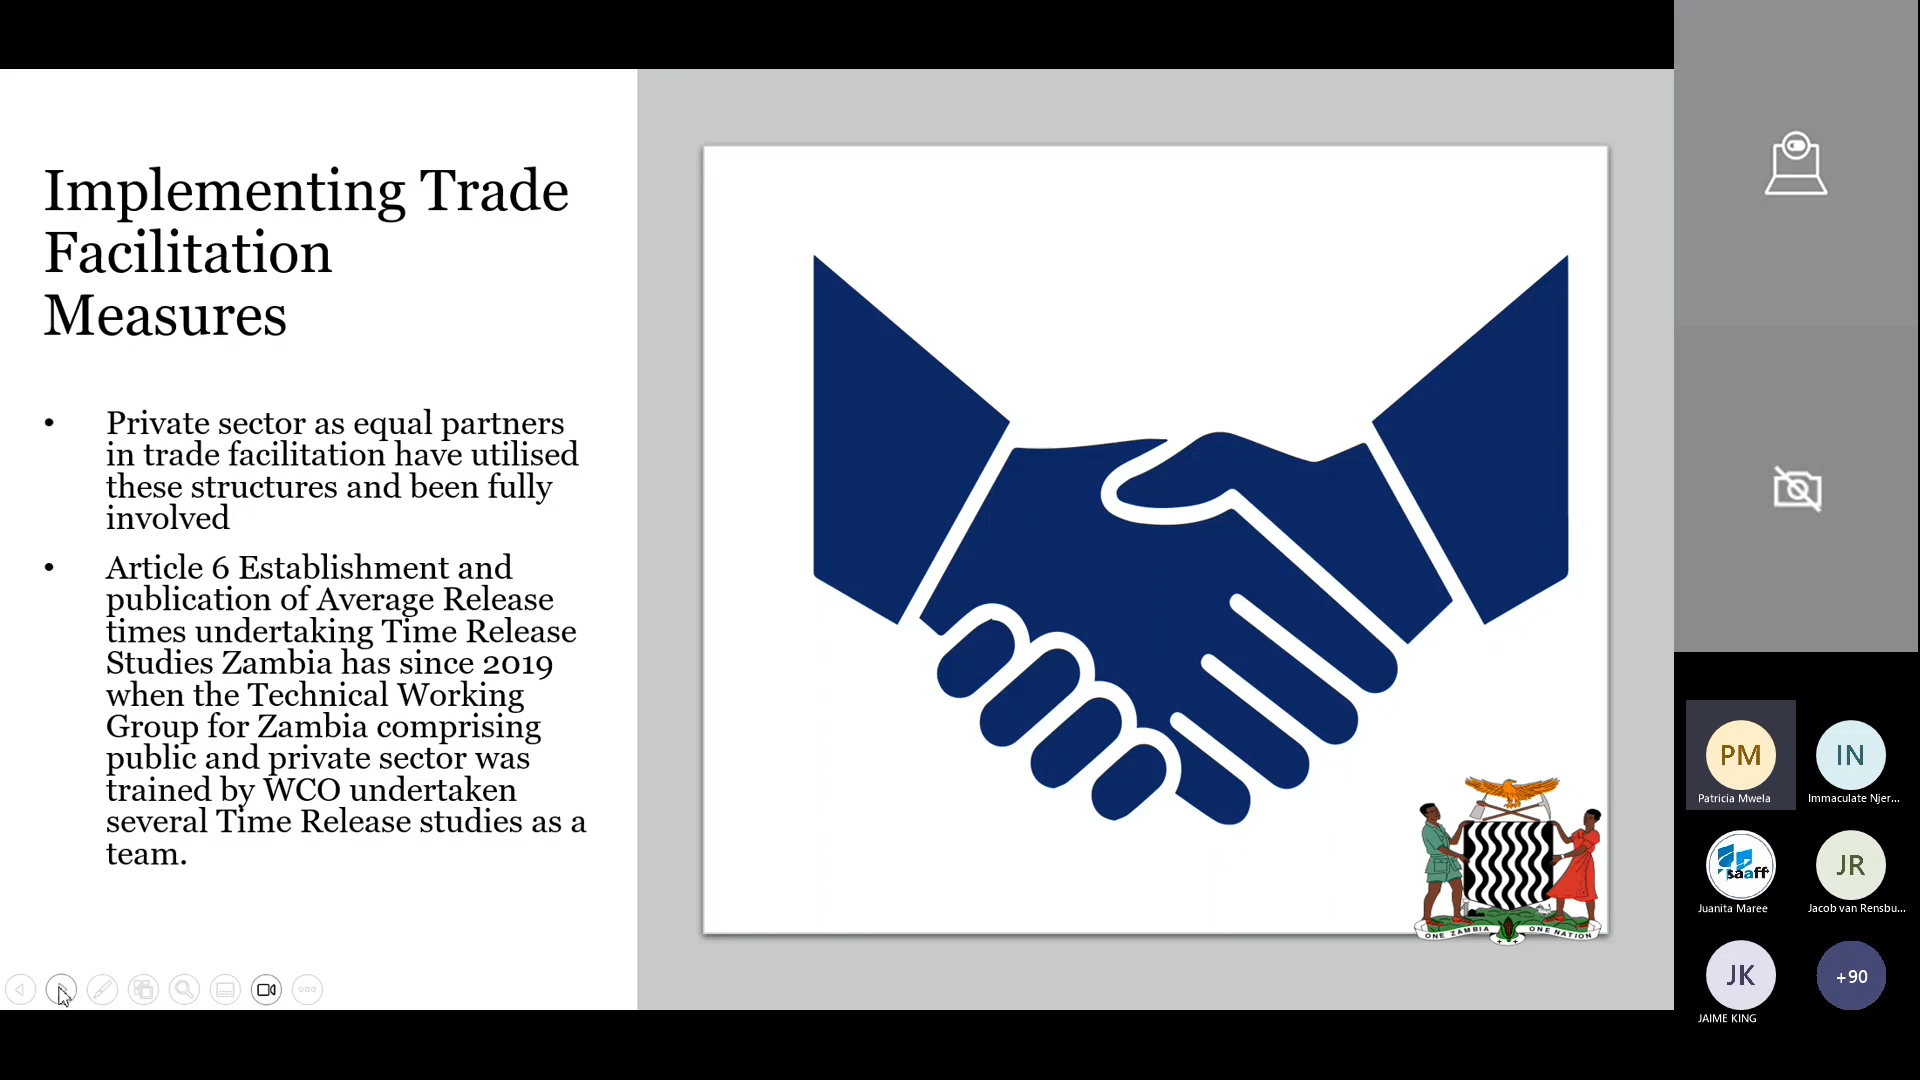 Implementing Trade
Facilitation
Measures
• Private sector as equal partners
in trade facilitation have utilised
these structures and been fully
involved
• Article 6 Establishment and
publication of Average Release
times undertaking Time Release
Studies Zambia has since 2019
when the Technical Working
Group for Zambia comprising
public and private sector was
trained by WCO undertaken
several Time Release studies as a
team.
ONE ZAMBIA ONE NATION
PM
Patricia Mwela
IN
Immaculate Njer...
saaff
Juanita Maree
JR
Jacob van Rensbu...
JK
JAIME KING
+90